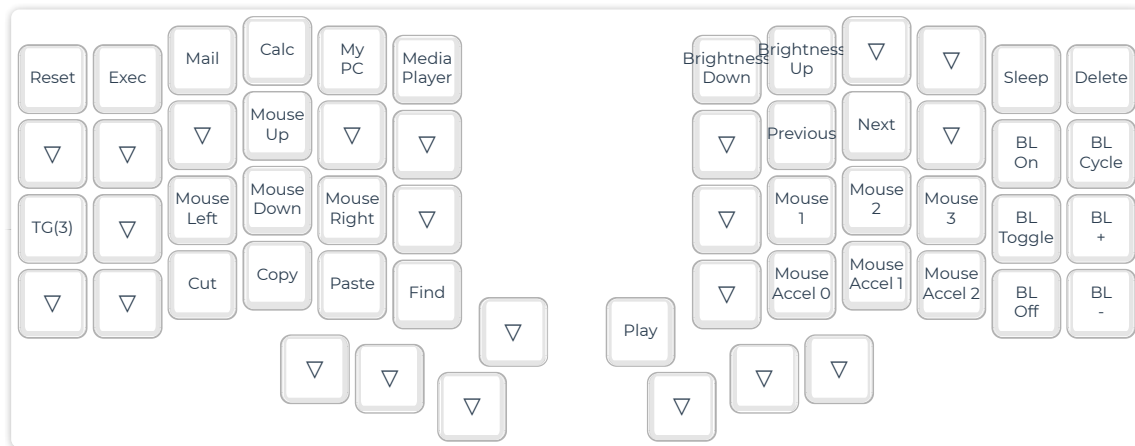 Reset
Exec
Mail
Calc
My
PC
Media
Player
Brightness
Down
Brightness
Up
▽
▽
Sleep
Delete
▽
▽
▽
Mouse
Up
▽
▽
▽
Previous
Next
▽
BL
On
BL
Cycle
TG(3)
▽
Mouse
Left
Mouse
Down
Mouse
Right
▽
▽
Mouse
1
Mouse
2
Mouse
3
BL
Toggle
BL
+
▽
▽
Cut
Copy
Paste
Find
▽
Mouse
Accel 0
Mouse
Accel 1
Mouse
Accel 2
BL
Off
BL
-
▽
Play
▽
▽
▽
▽
▽
▽